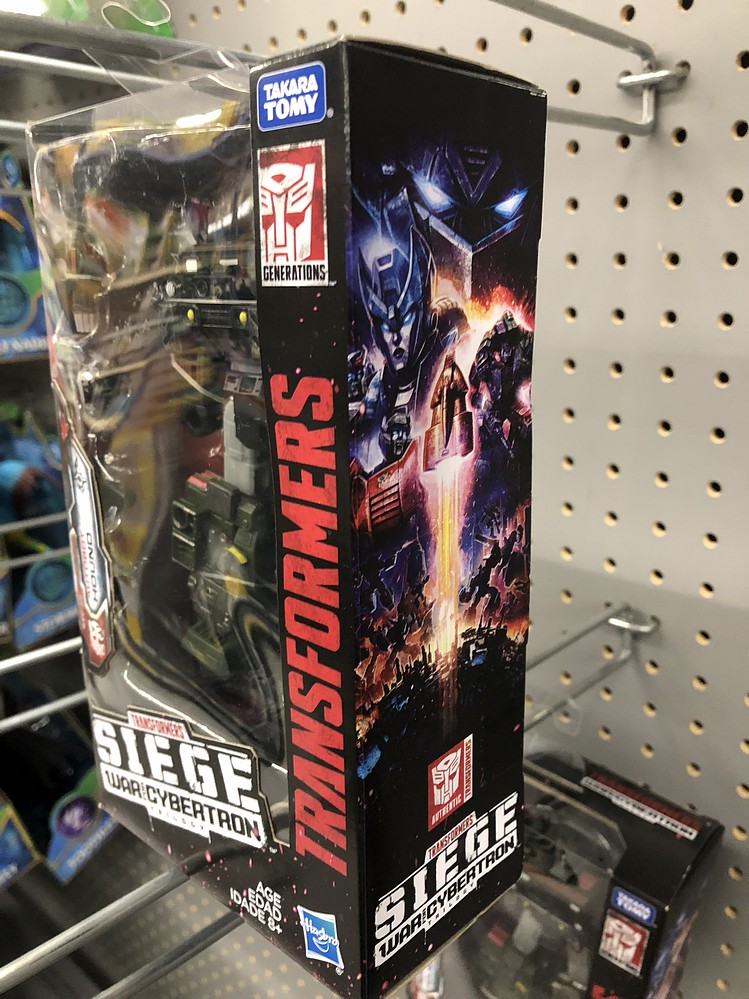 TAKARA
TOMY
GENERATIONS
TRANSFORMERS
HOUND
TRANSFORMERS
SIEGE
WAR FOR CYBERTRON
TRILOGY
AGE
EDAD
IDADE 8+
Hasbro
AUTHENTIC
TRANSFORMERS
TRANSFORMERS
SIEGE
WAR FOR CYBERTRON
TRILOGY
TAKARA
TOMY